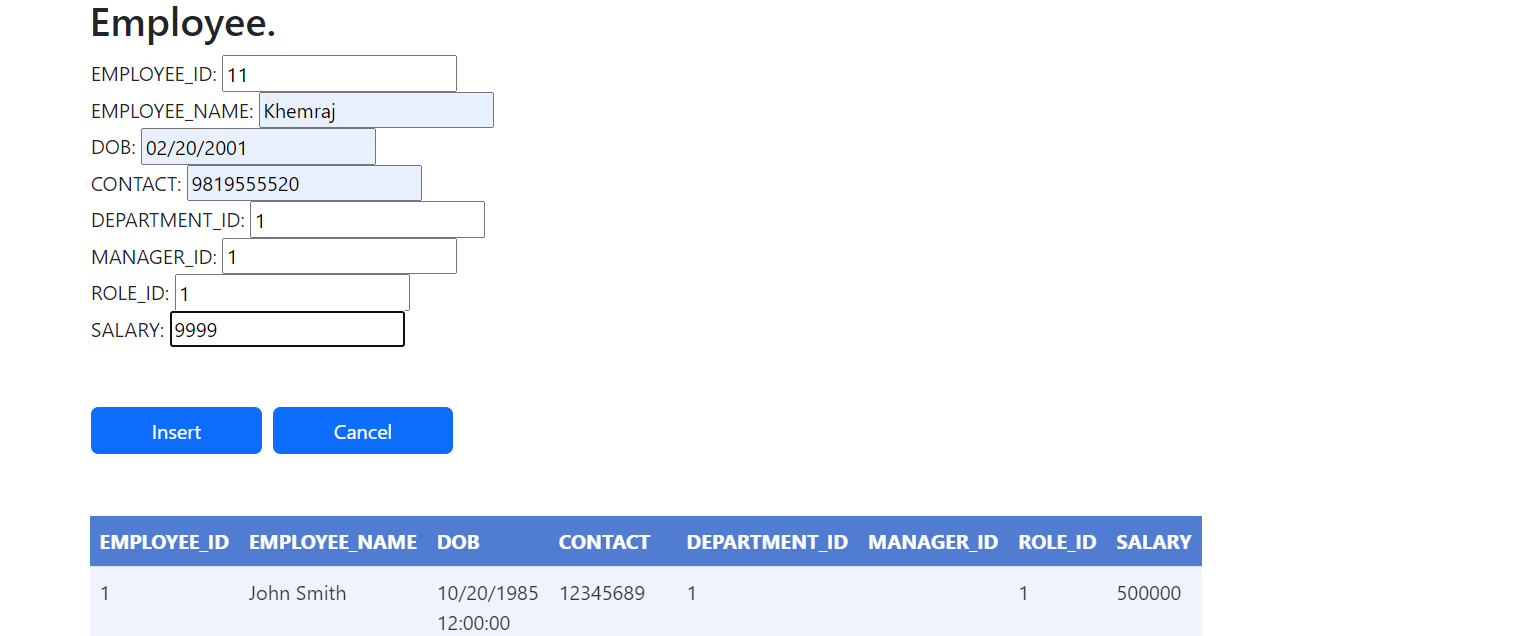 Employee.
EMPLOYEE_ID: 11
EMPLOYEE_NAME: Khemraj
DOB: 02/20/2001
CONTACT: 9819555520
DEPARTMENT_ID: 1
MANAGER_ID: 1
ROLE_ID: 1
SALARY: 9999
Insert Cancel
EMPLOYEE_ID EMPLOYEE_NAME DOB CONTACT DEPARTMENT_ID MANAGER_ID ROLE_ID SALARY
1 John Smith 10/20/1985 12345689 1 1 500000
12:00:00